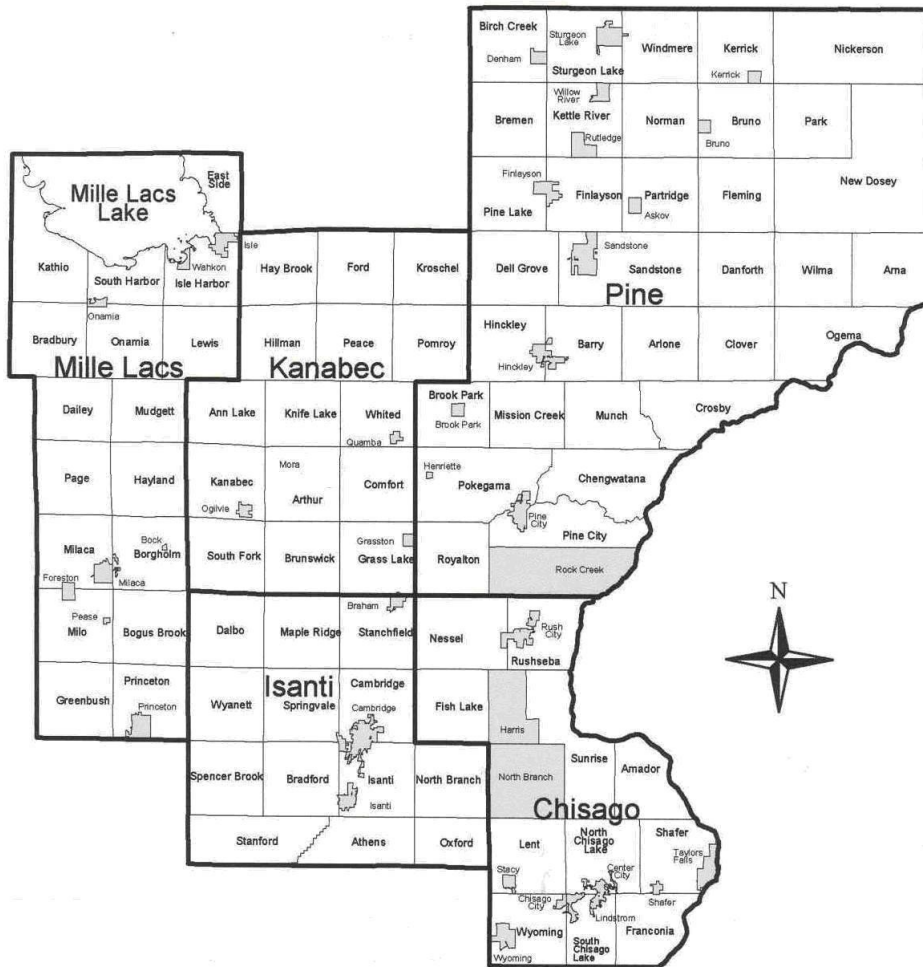 Birch Creek
Sturgeon
Lake
Windmere
Kerrick
Nickerson
Denham
Sturgeon Lake
Kerrick
Willow
River
Bremen
Kettle River
Norman
Bruno
Park
Rutledge
Bruno
East
Side
Mille Lacs
Lake
Finlayson
New Dosey
Pine Lake
Finlayson
Partridge
Fleming
Askov
Isle
Sandstone
Kathio
Wahkon
South Harbor
Isle Harbor
Hay Brook
Ford
Kroschel
Dell Grove
Sandstone
Danforth
Wilma
Arna
Pine
Onamia
Hinckley
Ogema
Bradbury
Onamia
Lewis
Hillman
Peace
Pomroy
Barry
Arlone
Clover
Hinckley
Mille Lacs
Kanabec
Brook Park
Dailey
Mudgett
Ann Lake
Knife Lake
Whited
Brook Park
Mission Creek
Munch
Crosby
Quamba
Mora
Henriette
Page
Hayland
Kanabec
Comfort
Pokegama
Chengwatana
Arthur
Ogilvie
Pine
City
Pine City
Bock
Grasston
Milaca
Borgholm
South Fork
Brunswick
Grass Lake
Royalton
Rock Creek
Foreston
Milaca
Braham
Pease
Milo
Bogus Brook
Dalbo
Maple Ridge
Stanchfield
Nessel
Rush
City
Rushseba
N
Princeton
Isanti
Cambridge
Greenbush
Princeton
Wyanett
Springvale
Cambridge
Fish Lake
Harris
Sunrise
Amador
Spencer Brook
Bradford
Isanti
North Branch
North Branch
Isanti
Chisago
Stanford
Athens
Oxford
Lent
North
Chisago
Lake
Shafer
Taylors
Falls
Stacy
Center
City
Chisago
City
Shafer
Lindstrom
Wyoming
Franconia
South
Chisago
Lake
Wyoming